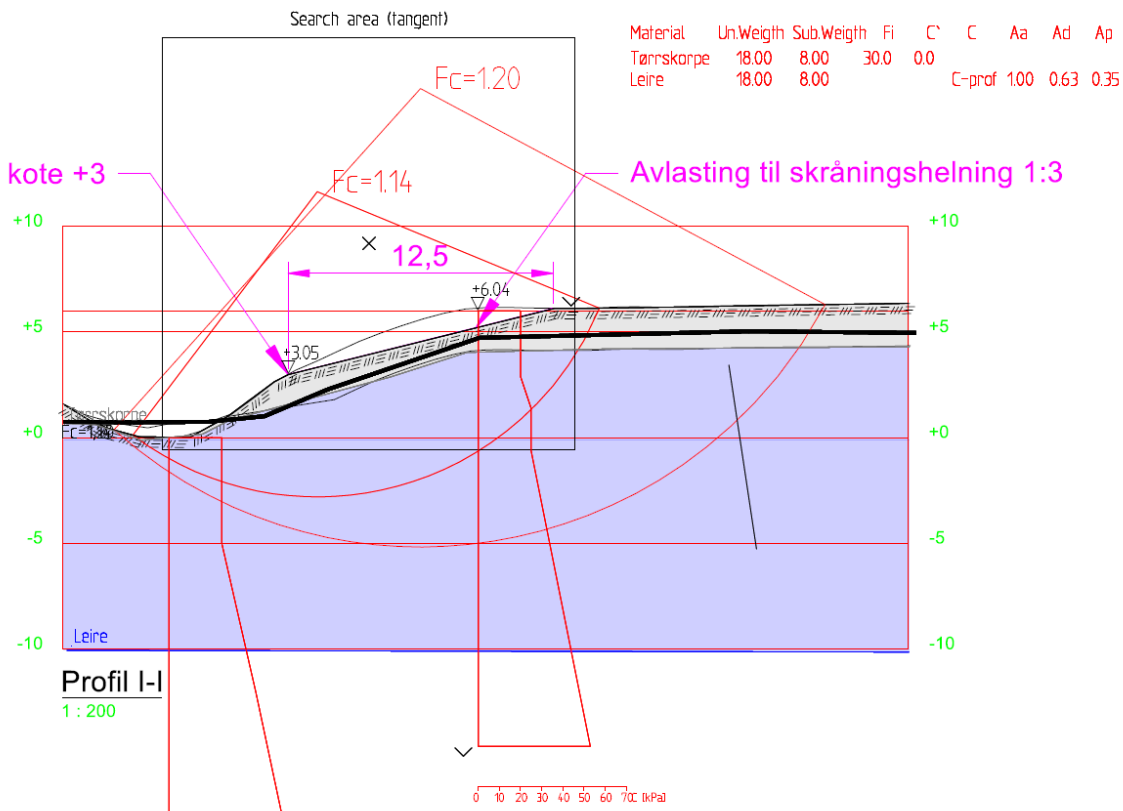 Search area (tangent)
Material Un.Weigth Sub.Weigth Fi C` C Aa Ad Ap
Tørrskorpe 18.00 8.00 30.0 0.0
Leire 18.00 8.00 C-prof 1.00 0.63 0.35
Fc=1.20
kote +3
Fc=1.14
Avlasting til skråningshelning 1:3
+10
+10
12,5
+6.04
+5
+5
+3.05
Tørrskorpe
+0
+0
-5
-5
Leire
-10
-10
Profil I-I
1 : 200
0 10 20 30 40 50 60 70 C [kPa]